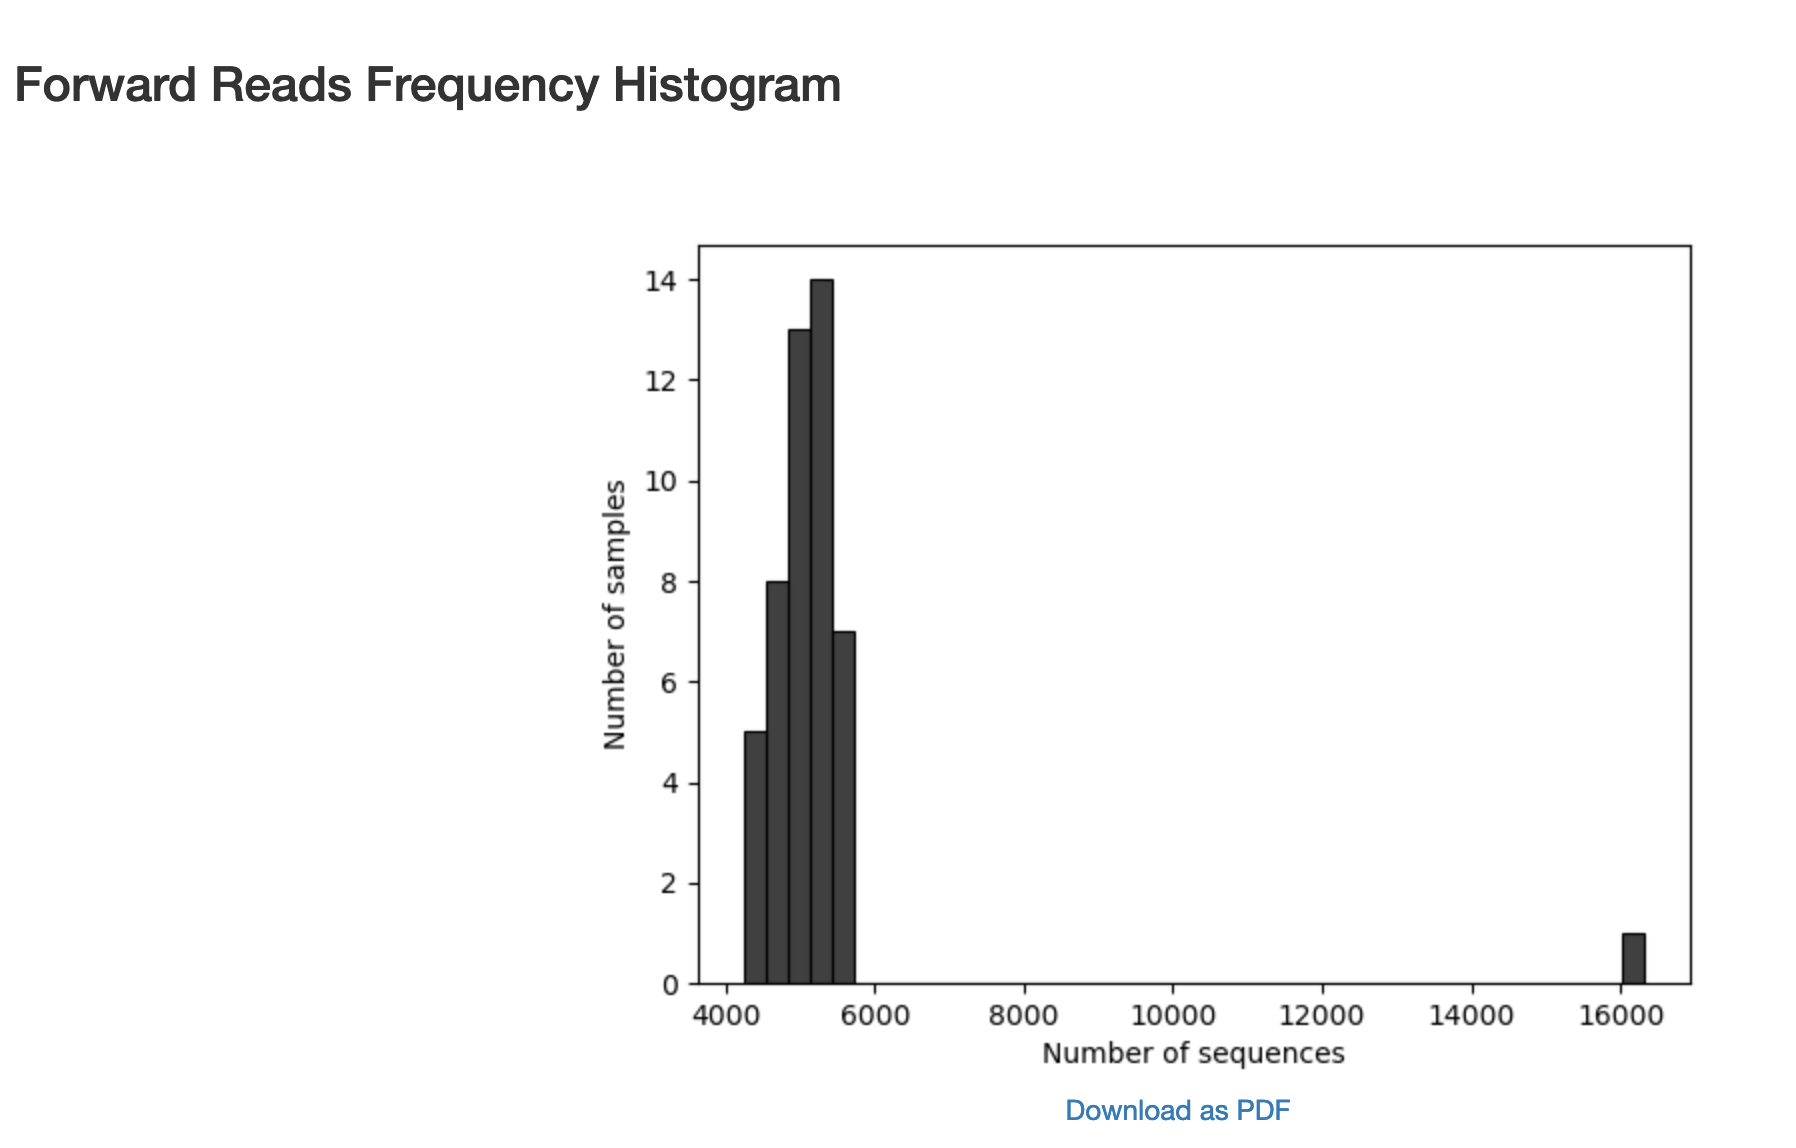 Forward Reads Frequency Histogram
14
12
10
8
6
4
2
0
Number of samples
4000 6000 8000 10000 12000 14000 16000
Number of sequences
Download as PDF